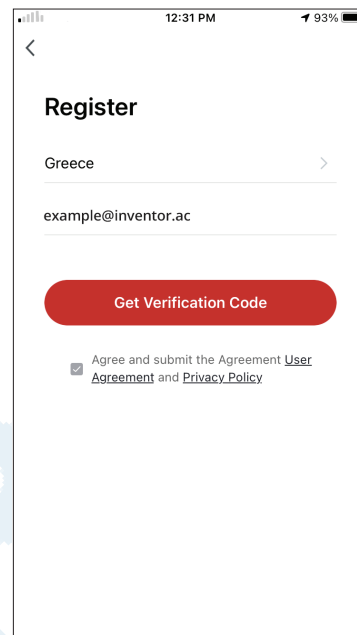 12:31 PM
93%
Register
Greece
example@inventor.ac
Get Verification Code
Agree and submit the Agreement User
Agreement and Privacy Policy